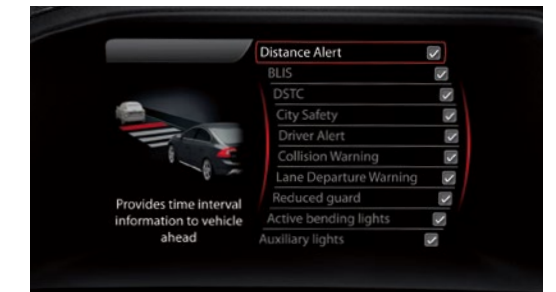 Distance Alert
BLIS
DSTC
City Safety
Driver Alert
Collision Warning
Lane Departure Warning
Reduced guard
Active bending lights
Auxiliary lights
Provides time interval
information to vehicle
ahead